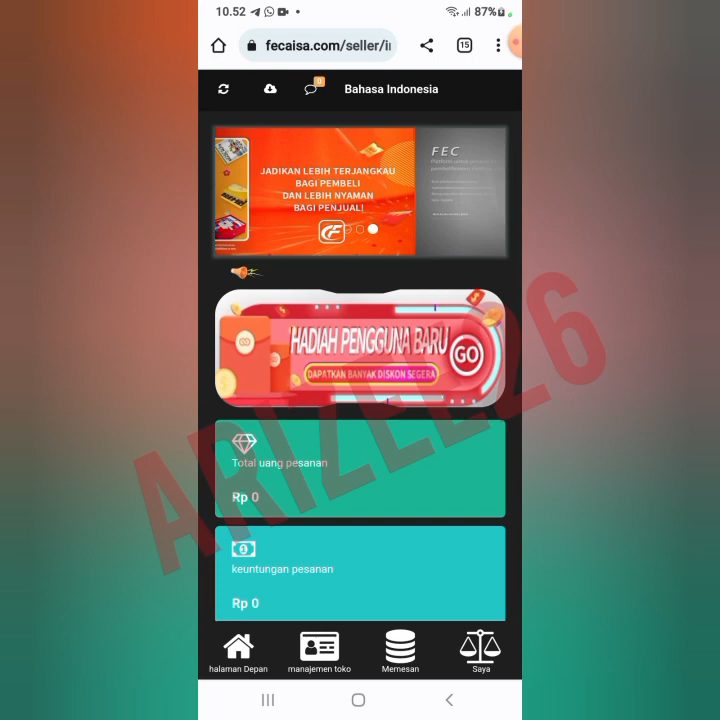 10.52
87%
fecaisa.com/seller/i
15
0
Bahasa Indonesia
JADIKAN LEBIH TERJANGKAU
BAGI PEMBELI
DAN LEBIH NYAMAN
BAGI PENJUAL!
FEC
HADIAH PENGGUNA BARU
GO
DAPATKAN BANYAK DISKON SEGERA
ARIZEL226
Total uang pesanan
Rp 0
keuntungan pesanan
Rp 0
halaman Depan
manajemen toko
Memesan
Saya